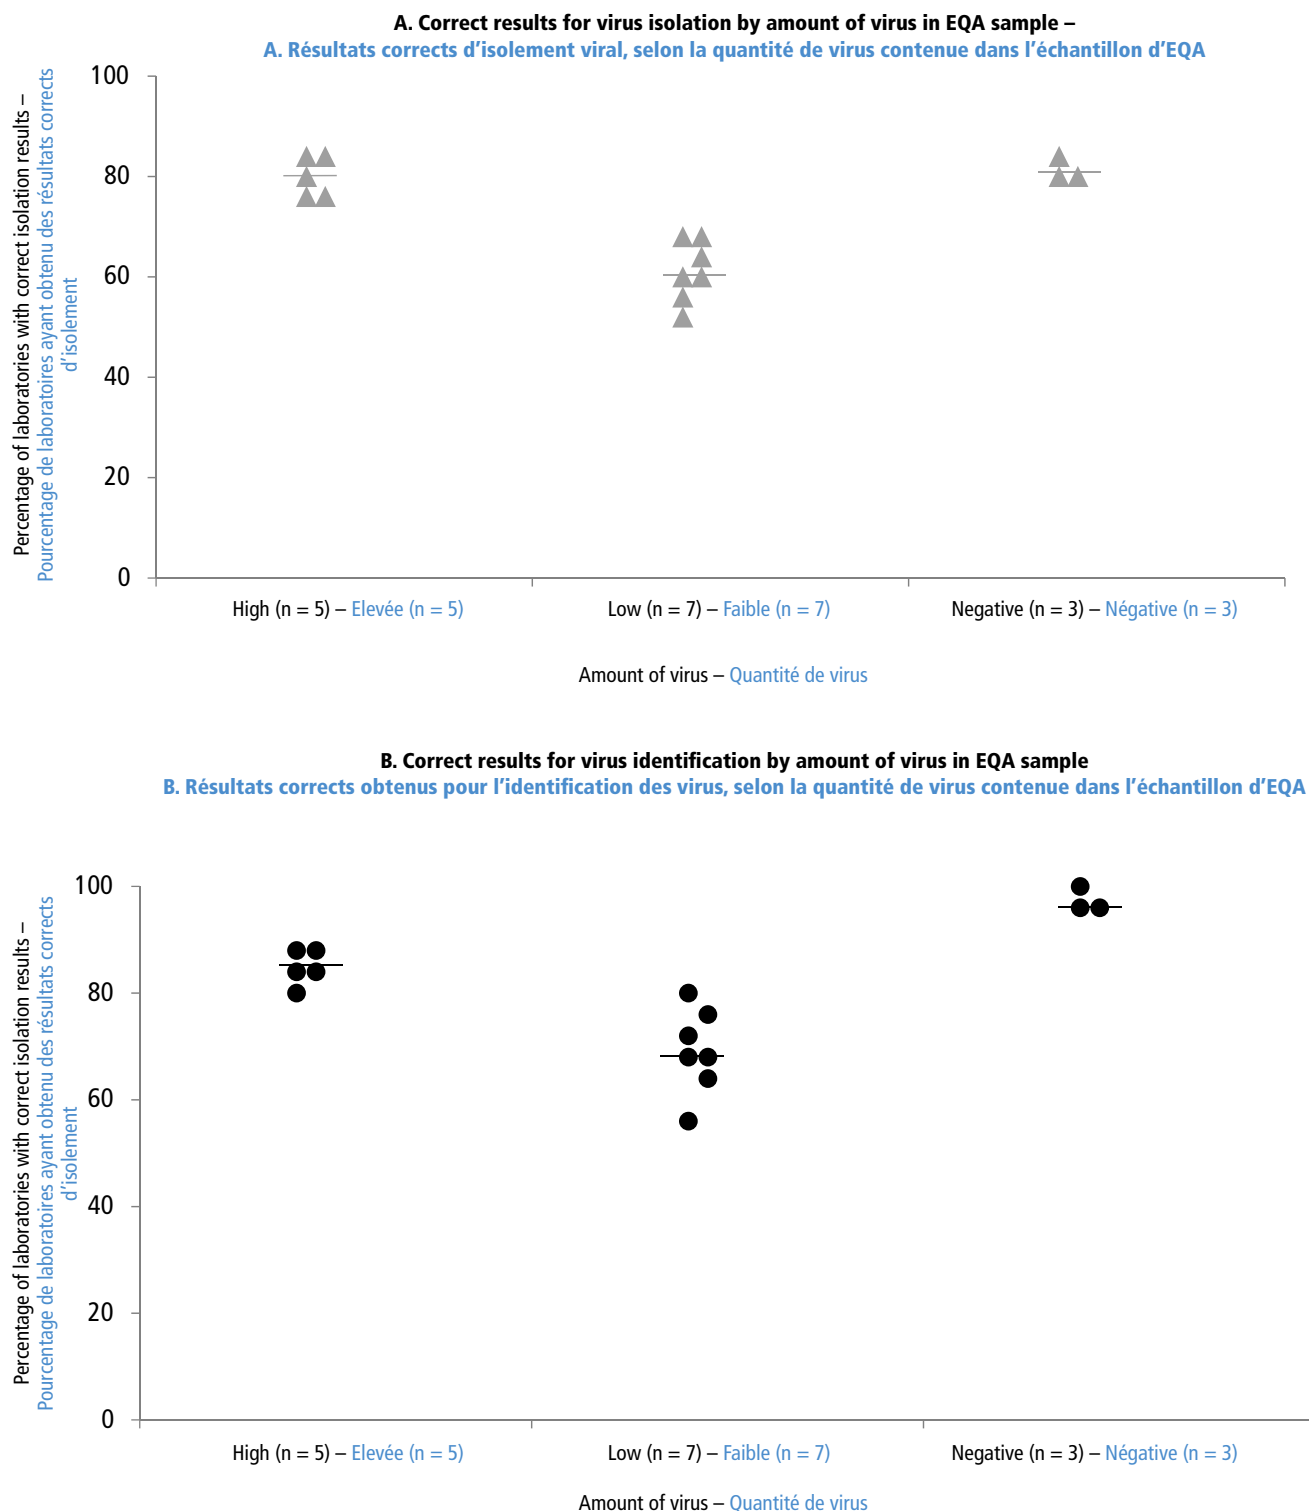 A. Correct results for virus isolation by amount of virus in EQA sample –
A. Résultats corrects d’isolement viral, selon la quantité de virus contenue dans l’échantillon d’EQA
Percentage of laboratories with correct isolation results –
Pourcentage de laboratoires ayant obtenu des résultats corrects
d’isolement
100
80
60
40
20
0
High (n = 5) – Elevée (n = 5)
Low (n = 7) – Faible (n = 7)
Negative (n = 3) – Négative (n = 3)
Amount of virus – Quantité de virus
B. Correct results for virus identification by amount of virus in EQA sample
B. Résultats corrects obtenus pour l’identification des virus, selon la quantité de virus contenue dans l’échantillon d’EQA
Percentage of laboratories with correct isolation results –
Pourcentage de laboratoires ayant obtenu des résultats corrects
d’isolement
100
80
60
40
20
0
High (n = 5) – Elevée (n = 5)
Low (n = 7) – Faible (n = 7)
Negative (n = 3) – Négative (n = 3)
Amount of virus – Quantité de virus